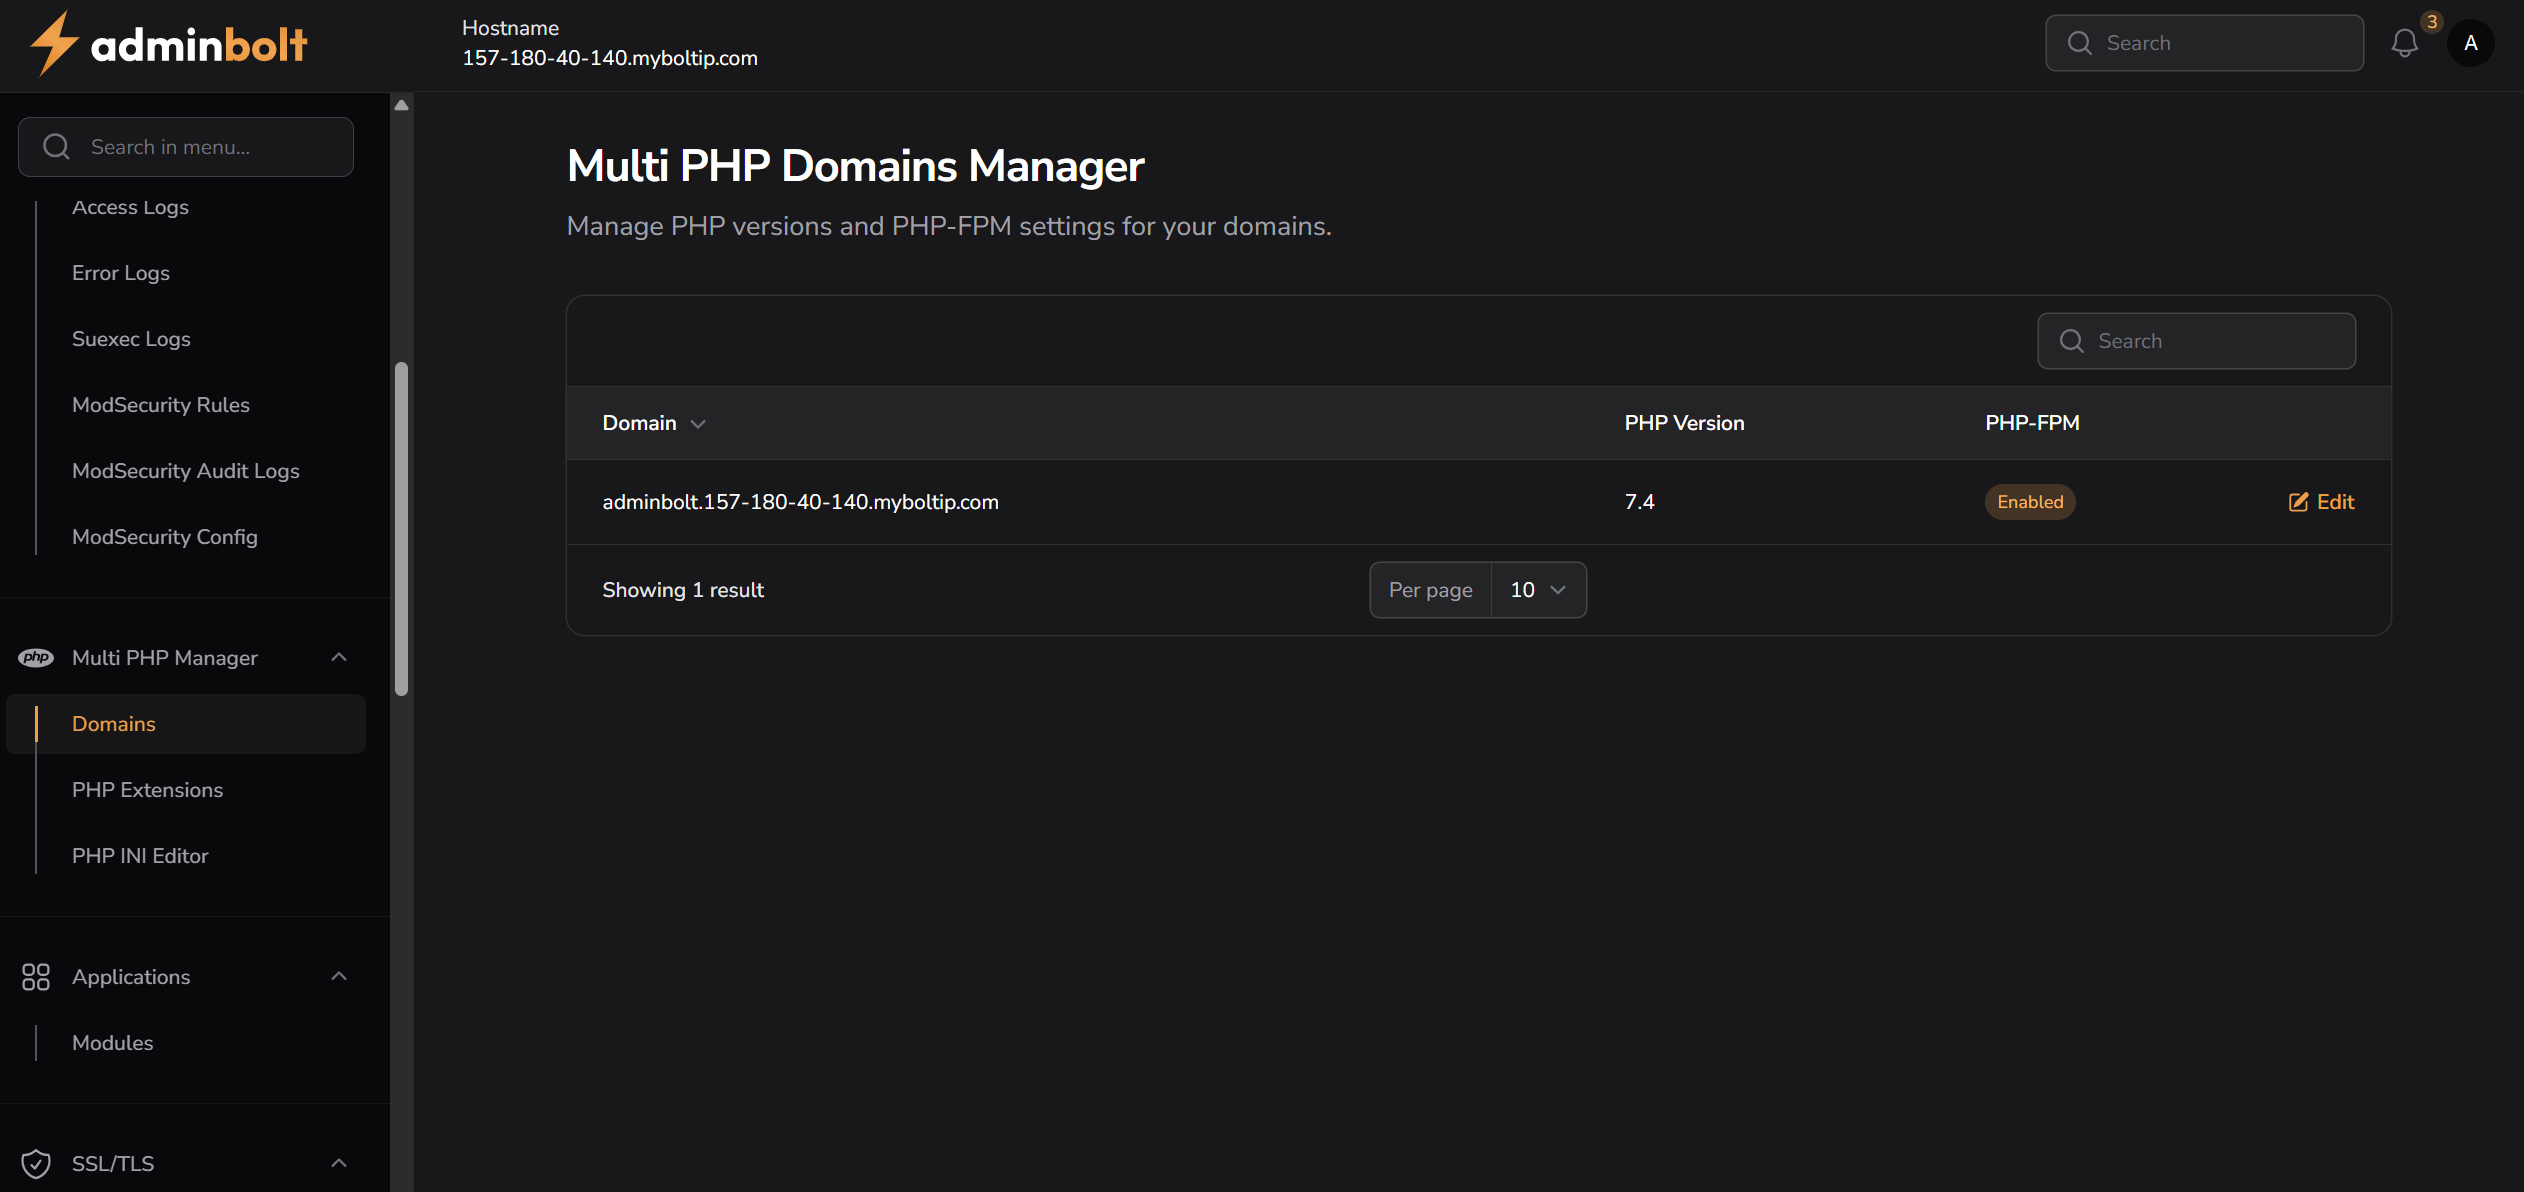 adminbolt
Hostname
157-180-40-140.myboltip.com
Search
3
A
Search in menu...
Access Logs
Error Logs
Suexec Logs
ModSecurity Rules
ModSecurity Audit Logs
ModSecurity Config
php
Multi PHP Manager
Domains
PHP Extensions
PHP INI Editor
Applications
Modules
SSL/TLS
Multi PHP Domains Manager
Manage PHP versions and PHP-FPM settings for your domains.
Search
Domain PHP Version PHP-FPM
adminbolt.157-180-40-140.myboltip.com 7.4 Enabled Edit
Showing 1 result Per page 10